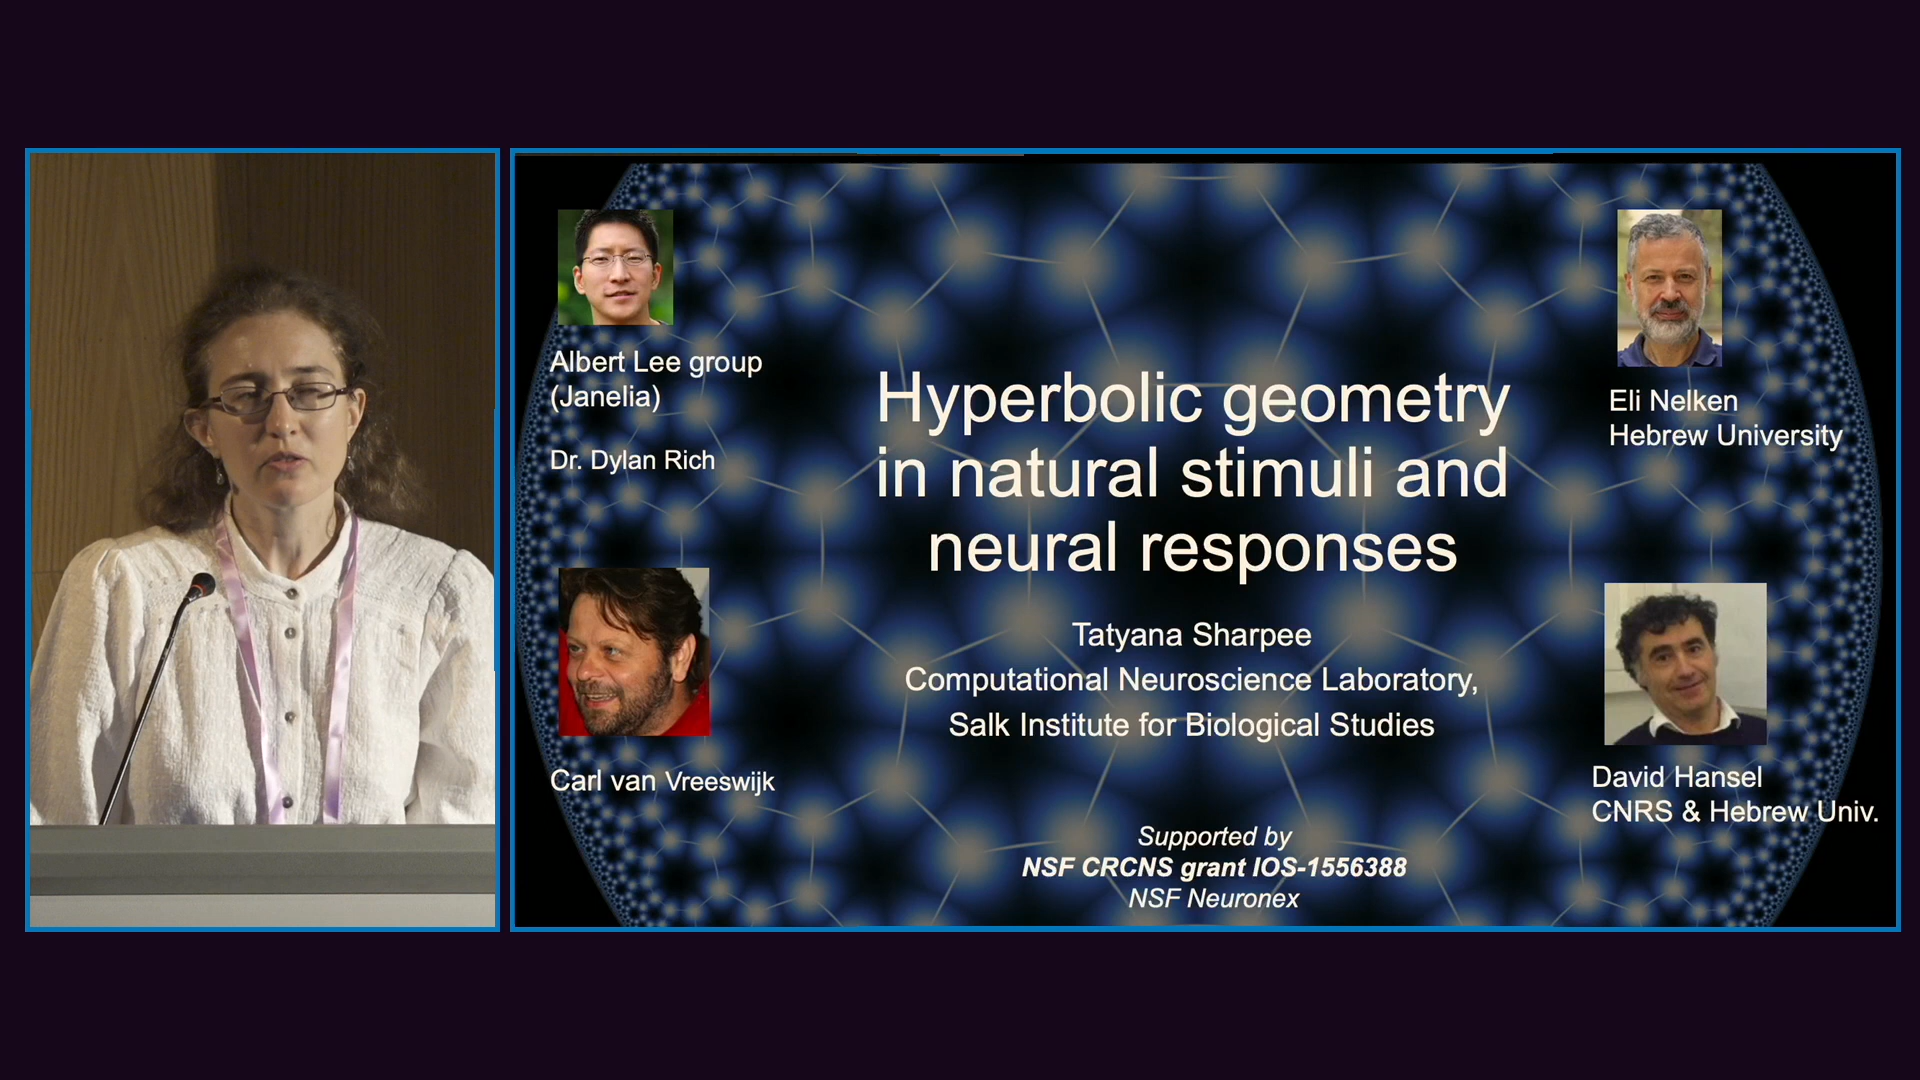 Albert Lee group
(Janelia)
Dr. Dylan Rich
Carl van Vreeswijk
Hyperbolic geometry
in natural stimuli and
neural responses
Tatyana Sharpee
Computational Neuroscience Laboratory,
Salk Institute for Biological Studies
Supported by
NSF CRCNS grant IOS-1556388
NSF Neuronex
Eli Nelken
Hebrew University
David Hansel
CNRS & Hebrew Univ.